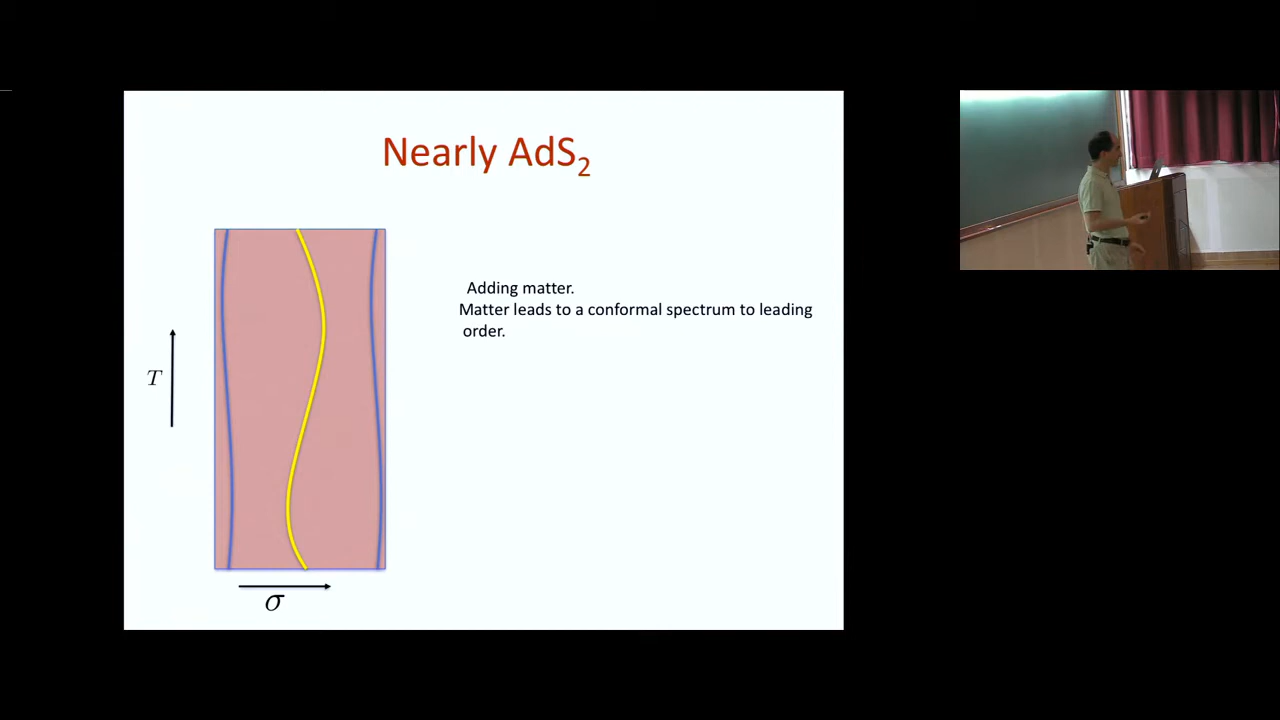 Nearly AdS₂
Adding matter.
Matter leads to a conformal spectrum to leading
order.
T
σ